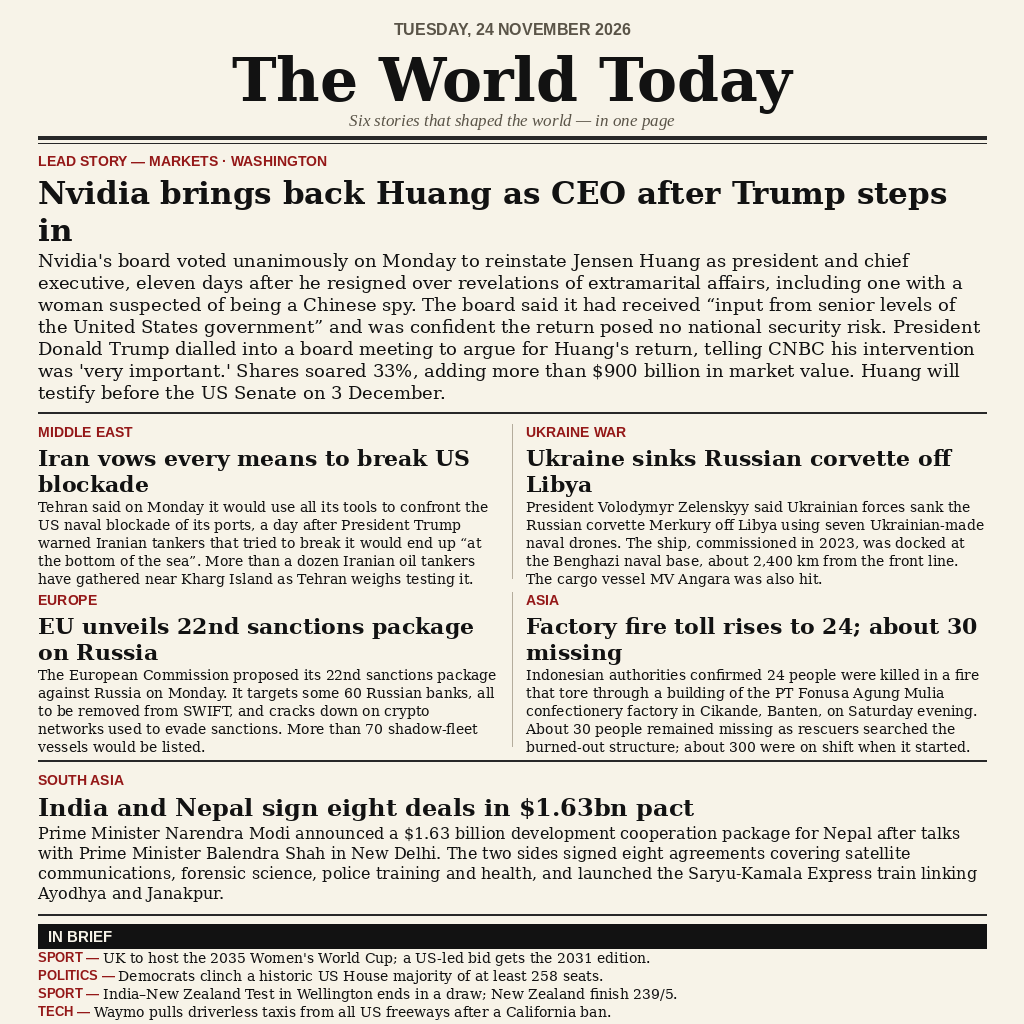 TUESDAY, 24 NOVEMBER 2026
The World Today
Six stories that shaped the world — in one page
LEAD STORY — MARKETS · WASHINGTON
Nvidia brings back Huang as CEO after Trump steps
in
Nvidia's board voted unanimously on Monday to reinstate Jensen Huang as president and chief
executive, eleven days after he resigned over revelations of extramarital affairs, including one with a
woman suspected of being a Chinese spy. The board said it had received “input from senior levels of
the United States government” and was confident the return posed no national security risk. President
Donald Trump dialled into a board meeting to argue for Huang's return, telling CNBC his intervention
was 'very important.' Shares soared 33%, adding more than $900 billion in market value. Huang will
testify before the US Senate on 3 December.
MIDDLE EAST
Iran vows every means to break US
blockade
Tehran said on Monday it would use all its tools to confront the
US naval blockade of its ports, a day after President Trump
warned Iranian tankers that tried to break it would end up “at
the bottom of the sea”. More than a dozen Iranian oil tankers
have gathered near Kharg Island as Tehran weighs testing it.
UKRAINE WAR
Ukraine sinks Russian corvette off
Libya
President Volodymyr Zelenskyy said Ukrainian forces sank the
Russian corvette Merkury off Libya using seven Ukrainian-made
naval drones. The ship, commissioned in 2023, was docked at
the Benghazi naval base, about 2,400 km from the front line.
The cargo vessel MV Angara was also hit.
EUROPE
EU unveils 22nd sanctions package
on Russia
The European Commission proposed its 22nd sanctions package
against Russia on Monday. It targets some 60 Russian banks, all
to be removed from SWIFT, and cracks down on crypto
networks used to evade sanctions. More than 70 shadow-fleet
vessels would be listed.
ASIA
Factory fire toll rises to 24; about 30
missing
Indonesian authorities confirmed 24 people were killed in a fire
that tore through a building of the PT Fonusa Agung Mulia
confectionery factory in Cikande, Banten, on Saturday evening.
About 30 people remained missing as rescuers searched the
burned-out structure; about 300 were on shift when it started.
SOUTH ASIA
India and Nepal sign eight deals in $1.63bn pact
Prime Minister Narendra Modi announced a $1.63 billion development cooperation package for Nepal after talks
with Prime Minister Balendra Shah in New Delhi. The two sides signed eight agreements covering satellite
communications, forensic science, police training and health, and launched the Saryu-Kamala Express train linking
Ayodhya and Janakpur.
IN BRIEF
SPORT — UK to host the 2035 Women's World Cup; a US-led bid gets the 2031 edition.
POLITICS — Democrats clinch a historic US House majority of at least 258 seats.
SPORT — India–New Zealand Test in Wellington ends in a draw; New Zealand finish 239/5.
TECH — Waymo pulls driverless taxis from all US freeways after a California ban.